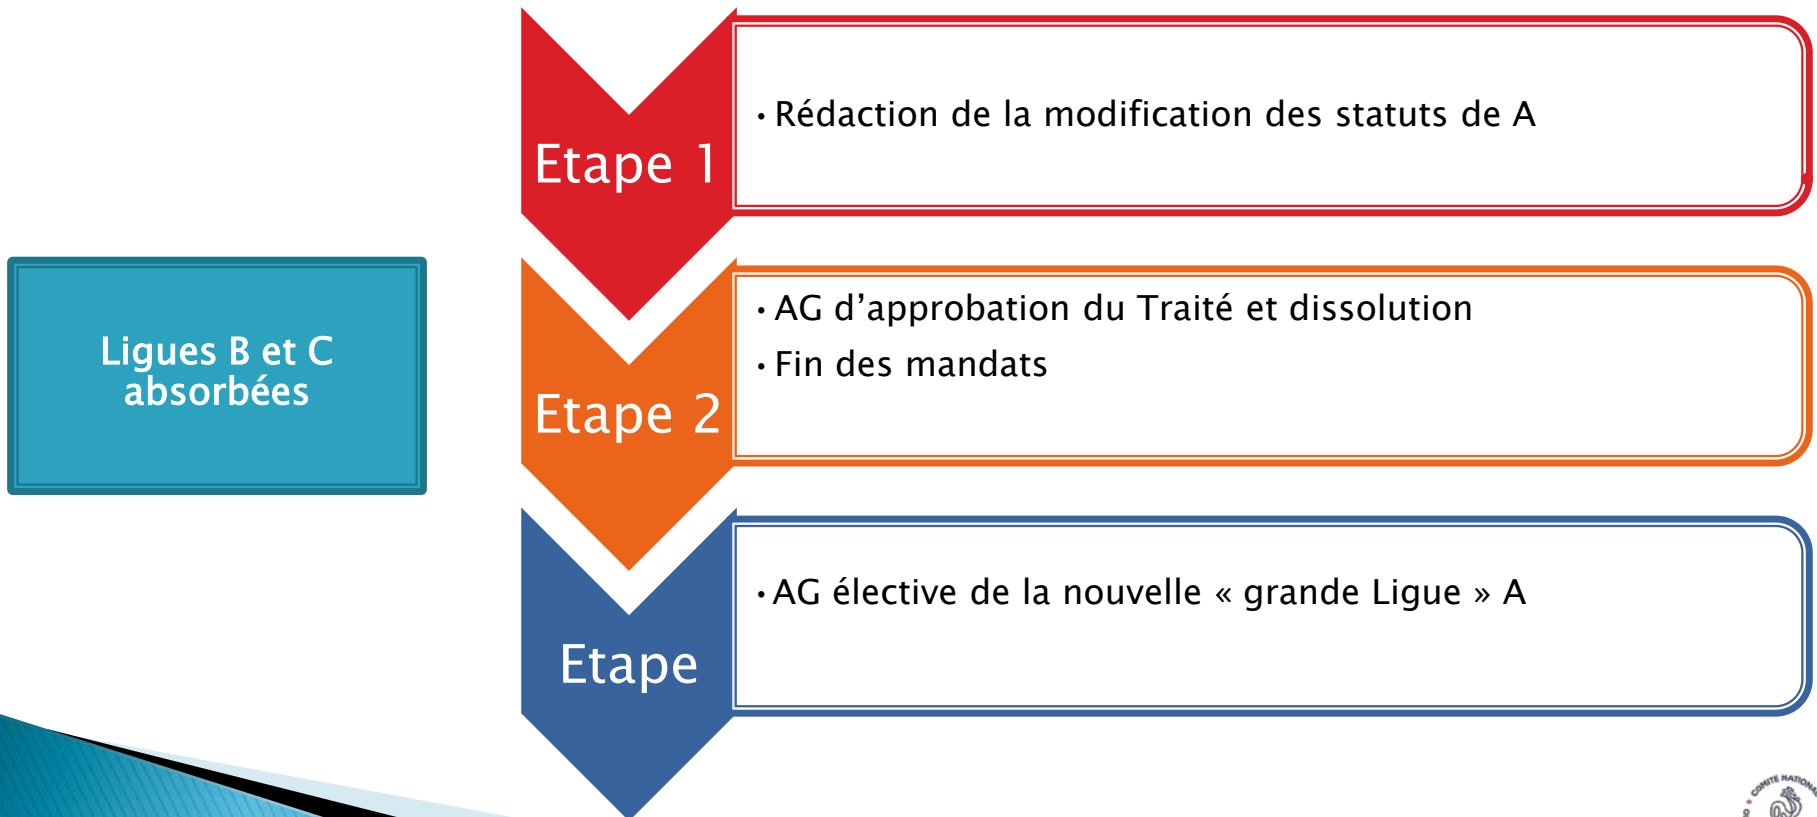 Ligues B et C
absorbées
Etape 1
• Rédaction de la modification des statuts de A
Etape 2
• AG d’approbation du Traité et dissolution
• Fin des mandats
Etape
• AG élective de la nouvelle « grande Ligue » A
COMITE